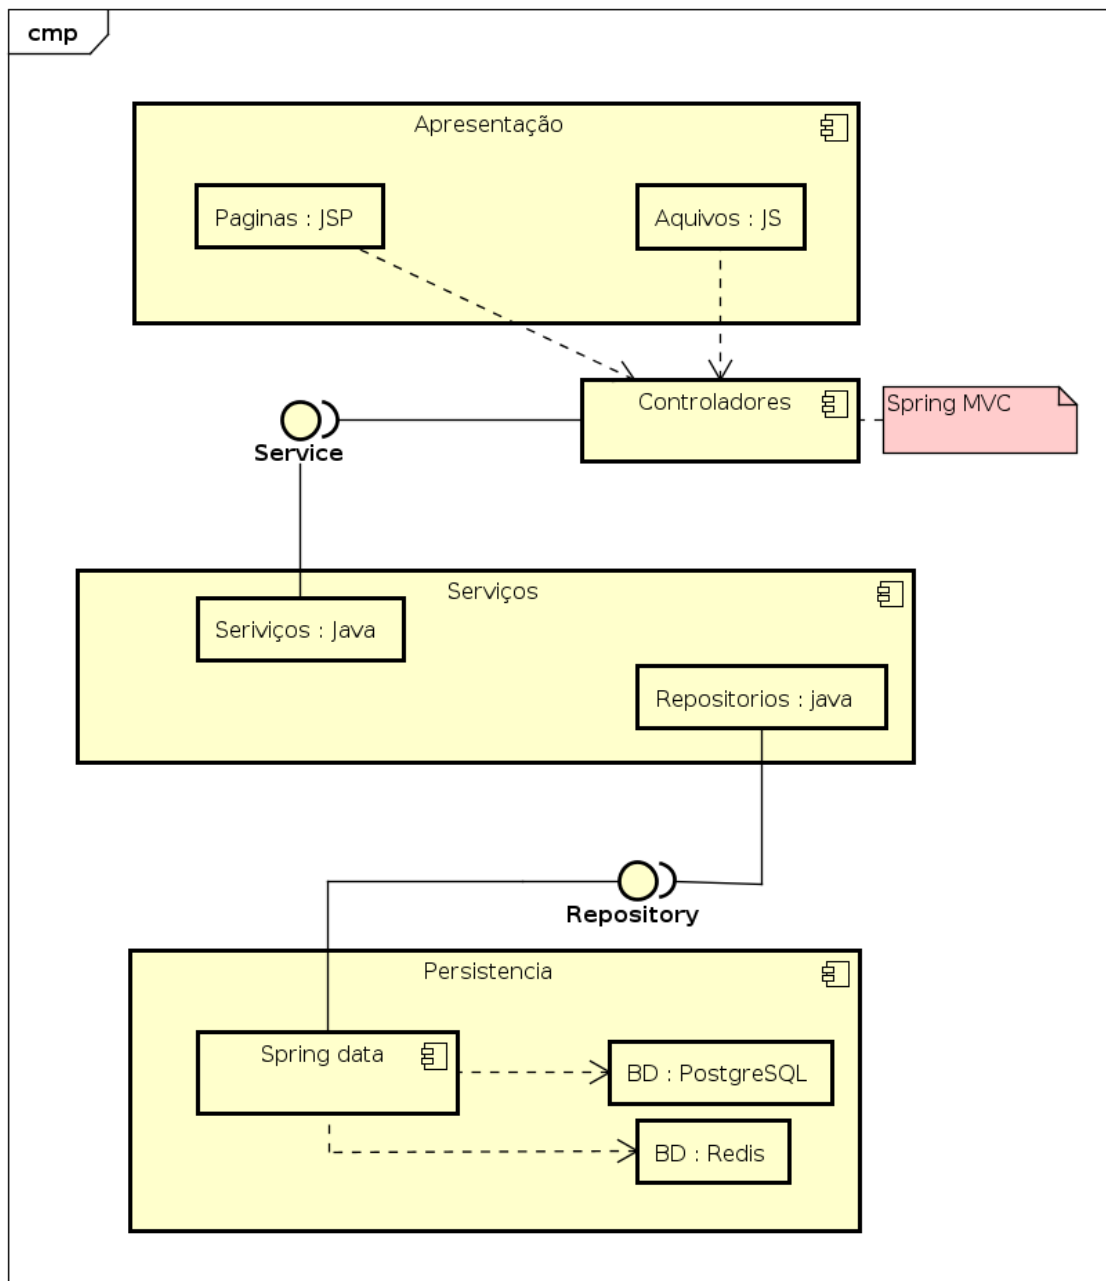 cmp
Apresentação
Paginas : JSP
Aquivos : JS
Controladores
Spring MVC
Service
Serviços
Seriviços : Java
Repositorios : java
Repository
Persistencia
Spring data
BD : PostgreSQL
BD : Redis